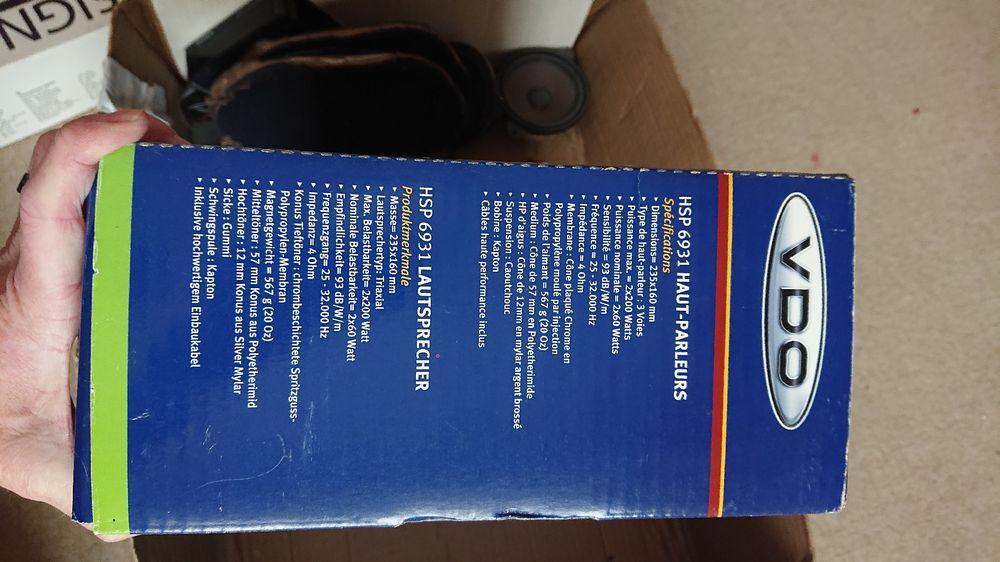 SIGN
VDO
HSP 6931 HAUT-PARLEURS
Spécifications
▸ Dimensions= 235x160 mm
▸ Type de haut-parleur : 3 Voies
▸ Puissance max. = 2x200 Watts
▸ Puissance nominale = 2x60 Watts
▸ Sensibilité = 93 dB/W/m
▸ Fréquence = 25 - 32.000 Hz
▸ Impédance = 4 Ohm
▸ Membrane : Cône plaqué Chrome en
Polypropylène moulé par injection
▸ Poids de l'aimant = 567 g (20 Oz)
▸ Medium : Cône de 57 mm en Polyetherimide
▸ HP d'aigus : Cône de 12mm en mylar argent brossé
▸ Suspension : Caoutchouc
▸ Bobine : Kapton
▸ Câbles haute performance inclus
HSP 6931 LAUTSPRECHER
Produktmerkmale
▸ Masse= 235x160 mm
▸ Lautsprechertyp: Triaxial
▸ Max. Belastbarkeit= 2x200 Watt
▸ Nominale Belastbarkeit= 2x60 Watt
▸ Empfindlichkeit= 93 dB/W/m
▸ Frequenzgang= 25 - 32.000 Hz
▸ Impedanz= 4 Ohm
▸ Konus Tieftöner : chrombeschichtete Spritzguss-
Polypropylen-Membran
▸ Magnetgewicht = 567 g (20 Oz)
▸ Mitteltöner : 57 mm Konus aus Polyetherimid
▸ Hochtöner : 12 mm Konus aus Silver Mylar
▸ Sicke : Gummi
▸ Schwingspule : Kapton
▸ Inklusive hochwertigem Einbaukabel